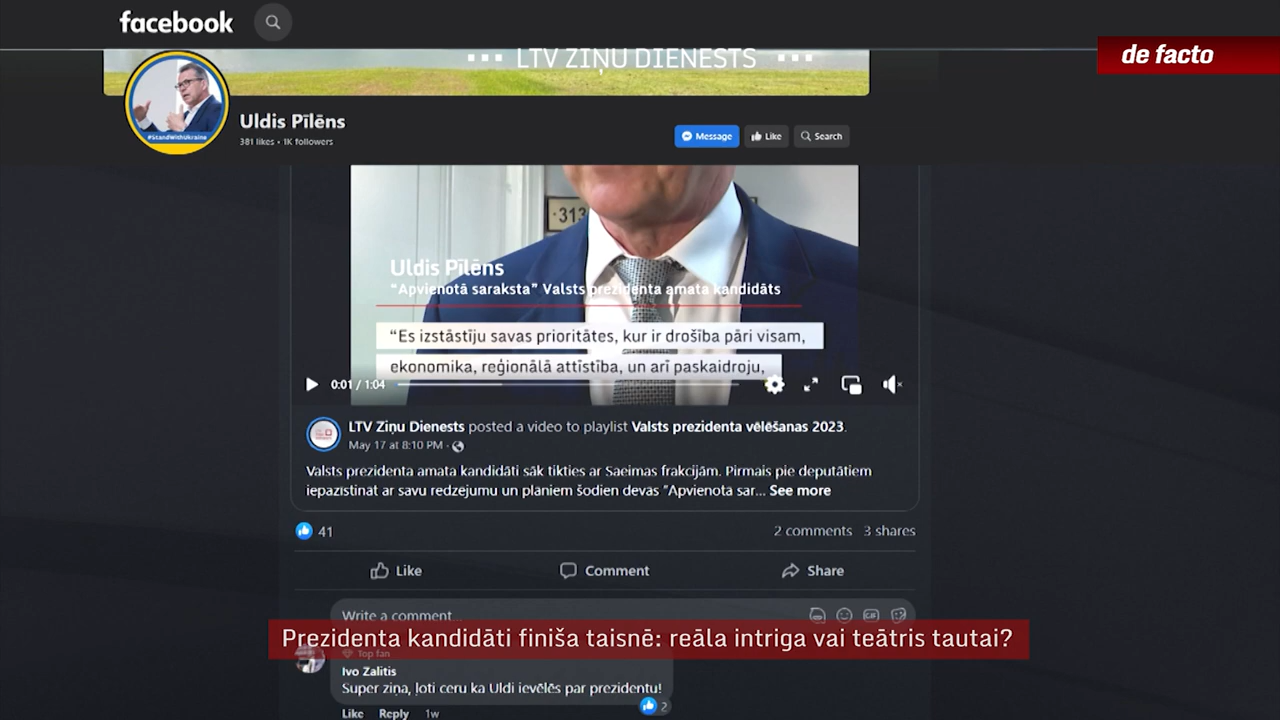 facebook
de facto
LTV ZIŅU DIENESTS
#StandWithUkraine
Uldis Pīlēns
381 likes • 1K followers
Message
Like
Search
·313
Uldis Pīlēns
"Apvienotā saraksta" Valsts prezidenta amata kandidāts
"Es izstāstīju savas prioritātes, kur ir drošība pāri visam,
ekonomika, reģionālā attīstība, un arī paskaidroju,
0:01 / 1:04
LTV Ziņu Dienests posted a video to playlist Valsts prezidenta vēlēšanas 2023.
May 17 at 8:10 PM ·
Valsts prezidenta amata kandidāti sāk tikties ar Saeimas frakcijām. Pirmais pie deputātiem
iepazīstināt ar savu redzējumu un plāniem šodien devās "Apvienotā sar... See more
41
2 comments 3 shares
Like
Comment
Share
Write a comment...
GIF
Prezidenta kandidāti finiša taisnē: reāla intriga vai teātris tautai?
Top fan
Ivo Zalitis
Super ziņa, ļoti ceru ka Uldi ievēlēs par prezidentu!
2
Like Reply 1w